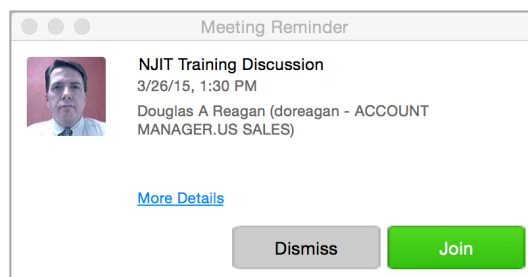 Meeting Reminder
NJIT Training Discussion
3/26/15, 1:30 PM
Douglas A Reagan (doreagan - ACCOUNT
MANAGER.US SALES)
More Details
Dismiss
Join